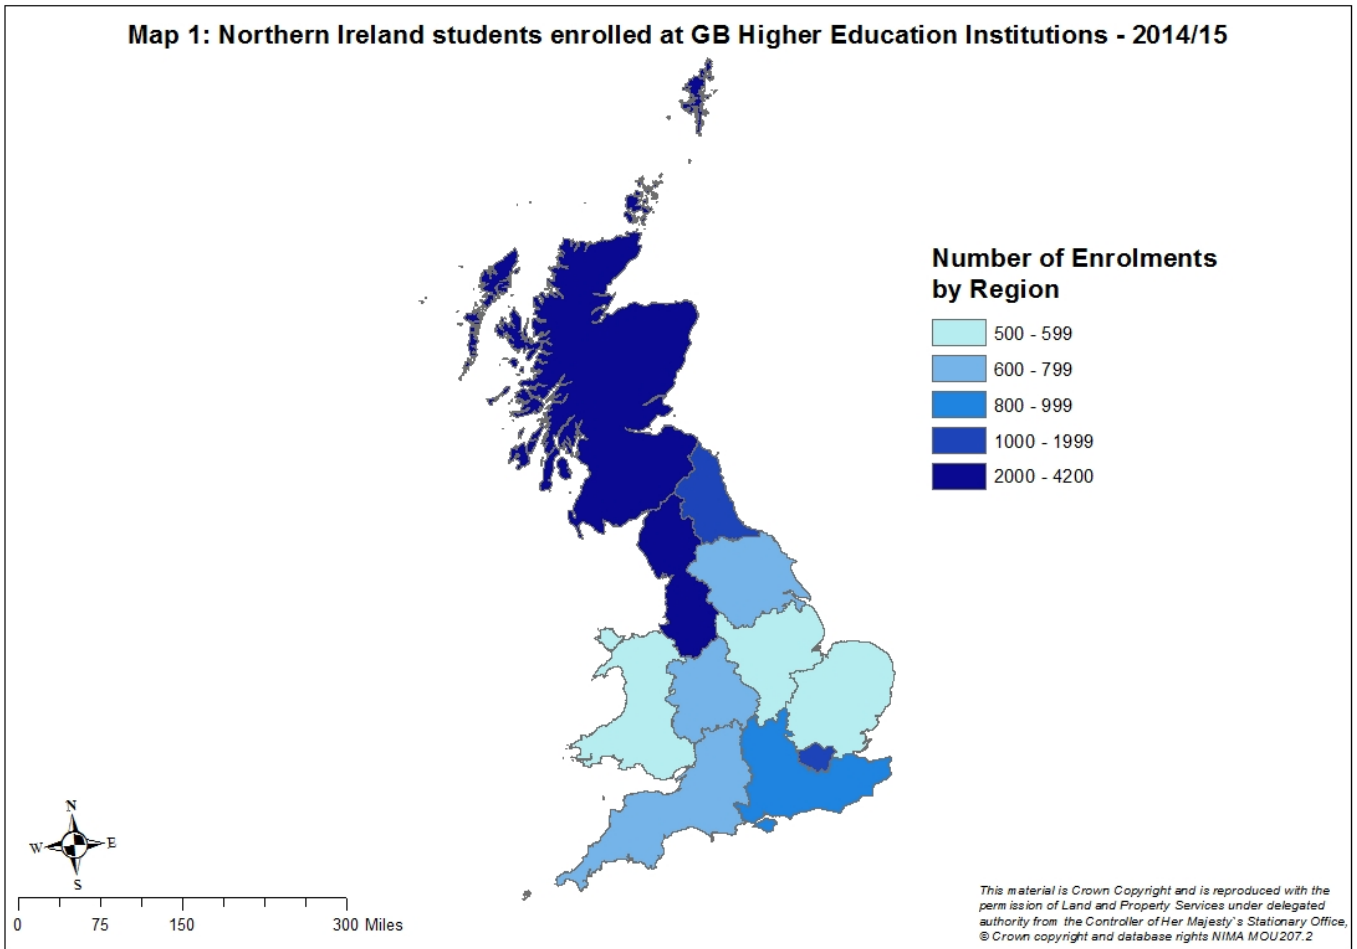 Map 1: Northern Ireland students enrolled at GB Higher Education Institutions - 2014/15
Number of Enrolments
by Region
500 - 599
600 - 799
800 - 999
1000 - 1999
2000 - 4200
N
W
E
S
0
75
150
300 Miles
This material is Crown Copyright and is reproduced with the
permission of Land and Property Services under delegated
authority from the Controller of Her Majesty`s Stationary Office,
© Crown copyright and database rights NIMA MOU207.2